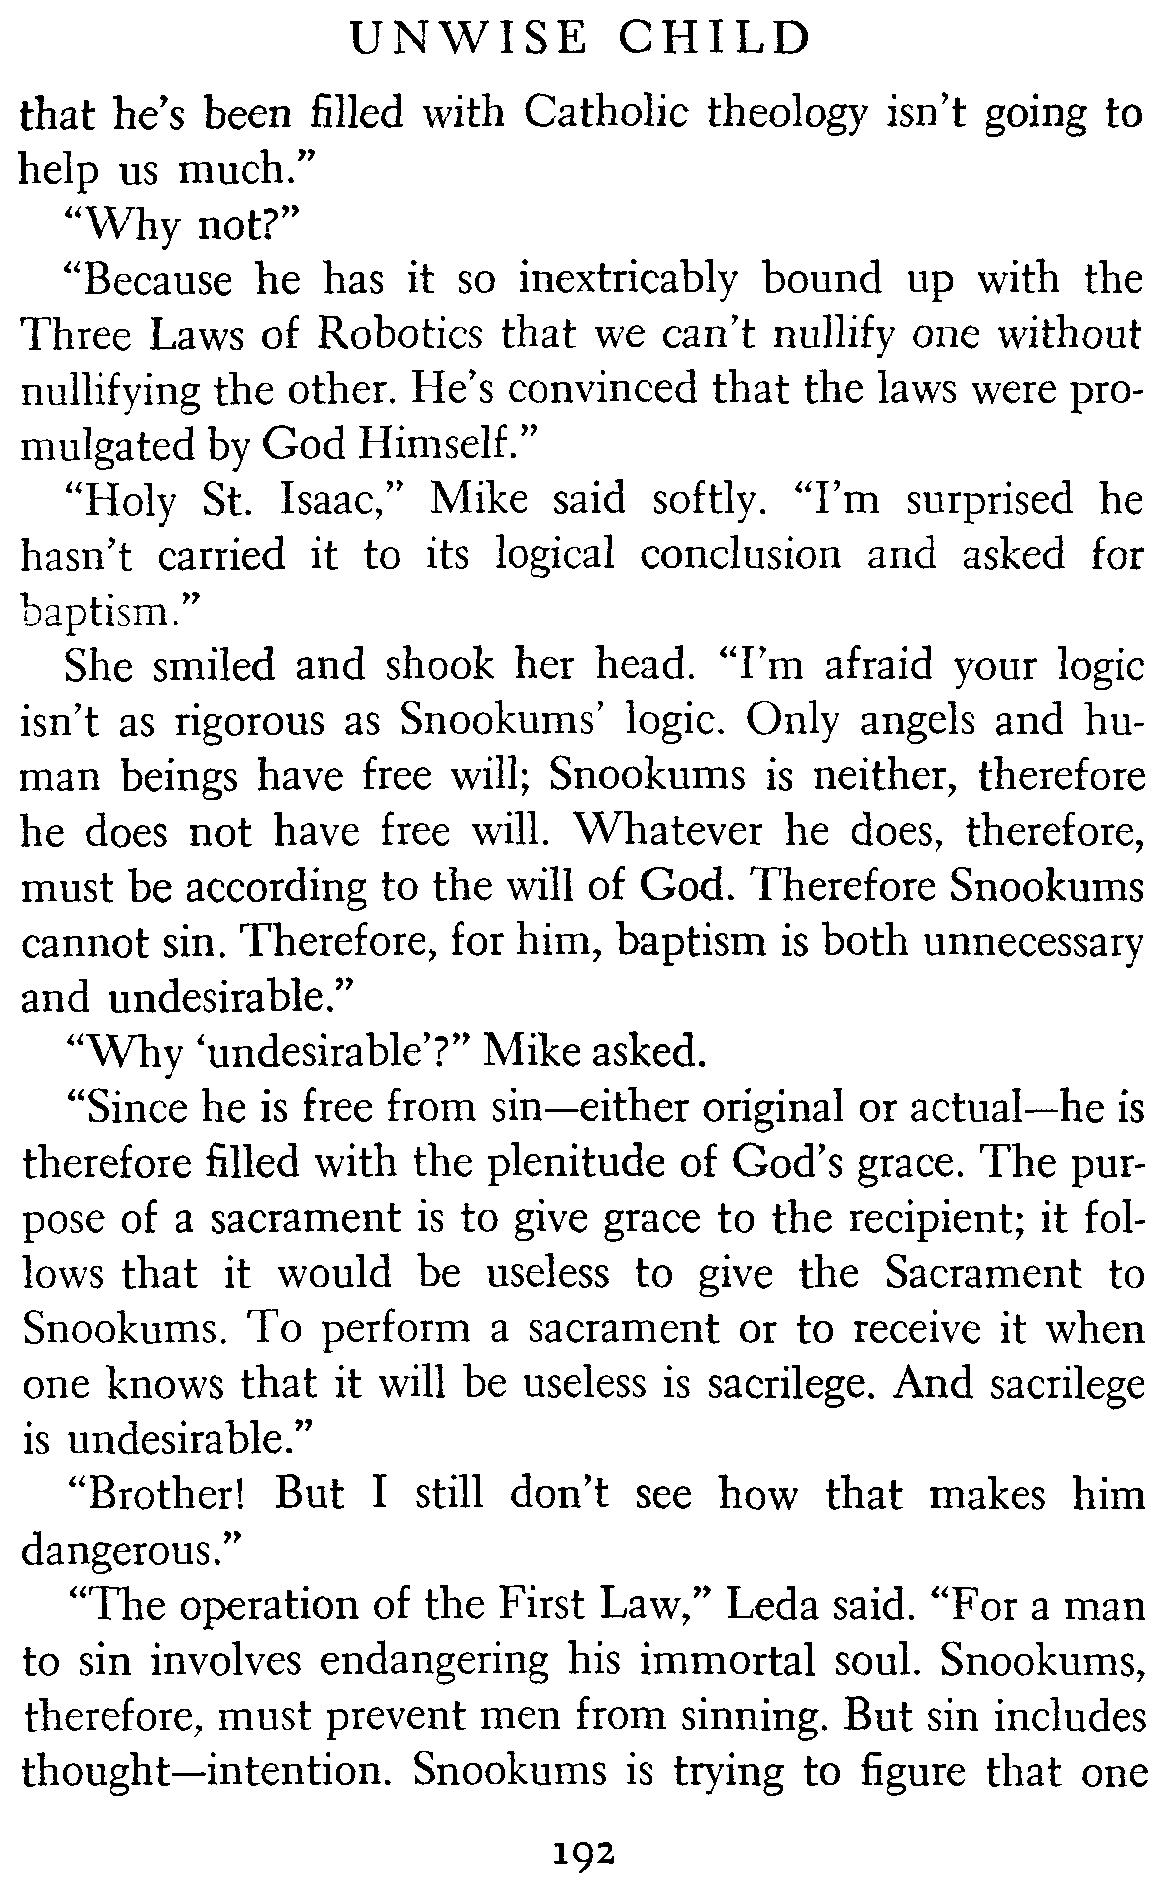 UNWISE CHILD
that he's been filled with Catholic theology isn't going to
help us much.”
“Why not?”
“Because he has it so inextricably bound up with the
Three Laws of Robotics that we can't nullify one without
nullifying the other. He's convinced that the laws were pro-
mulgated by God Himself.”
“Holy St. Isaac,” Mike said softly. “I'm surprised he
hasn't carried it to its logical conclusion and asked for
baptism.”
She smiled and shook her head. “I'm afraid your logic
isn't as rigorous as Snookums' logic. Only angels and hu-
man beings have free will; Snookums is neither, therefore
he does not have free will. Whatever he does, therefore,
must be according to the will of God. Therefore Snookums
cannot sin. Therefore, for him, baptism is both unnecessary
and undesirable.”
“Why ‘undesirable’?” Mike asked.
“Since he is free from sin—either original or actual—he is
therefore filled with the plenitude of God's grace. The pur-
pose of a sacrament is to give grace to the recipient; it fol-
lows that it would be useless to give the Sacrament to
Snookums. To perform a sacrament or to receive it when
one knows that it will be useless is sacrilege. And sacrilege
is undesirable.”
“Brother! But I still don't see how that makes him
dangerous.”
“The operation of the First Law,” Leda said. “For a man
to sin involves endangering his immortal soul. Snookums,
therefore, must prevent men from sinning. But sin includes
thought—intention. Snookums is trying to figure that one
192